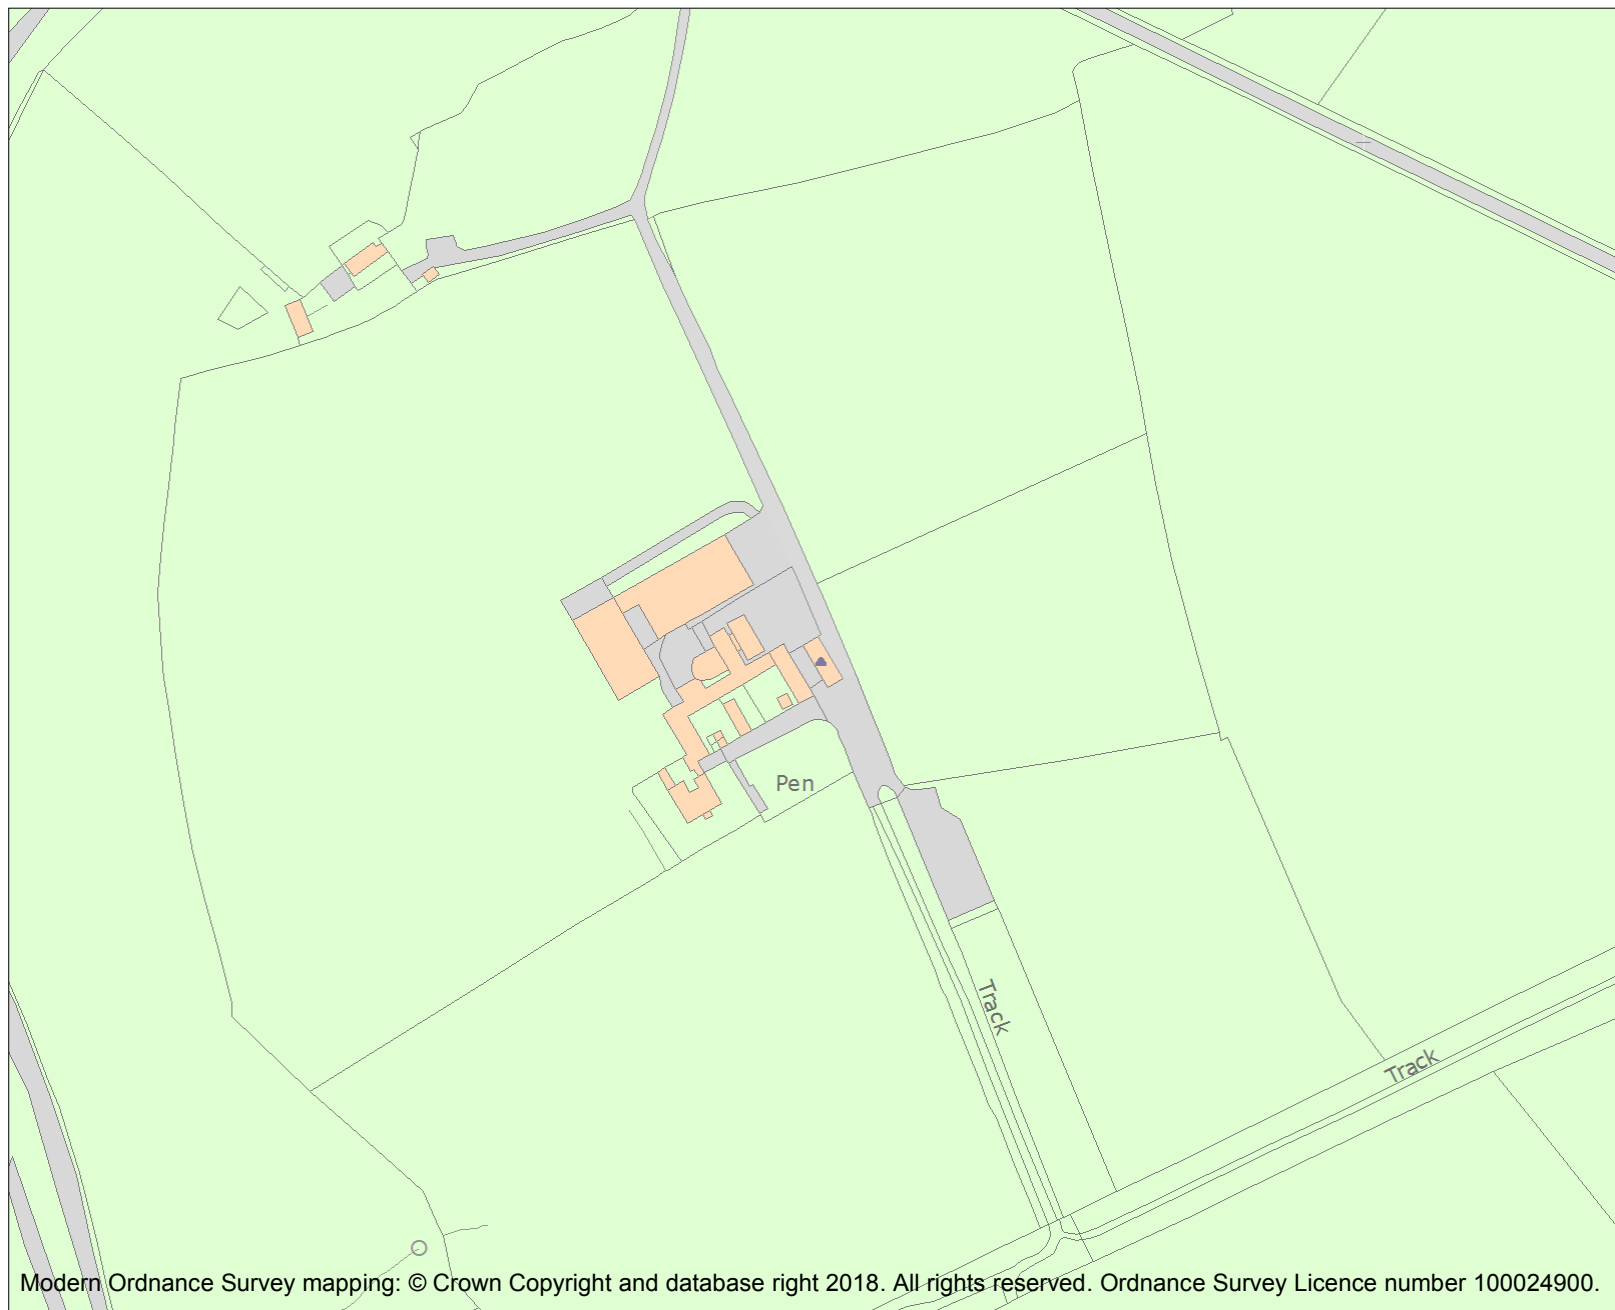 Pen
Track
Track
Modern Ordnance Survey mapping: © Crown Copyright and database right 2018. All rights reserved. Ordnance Survey Licence number 100024900.